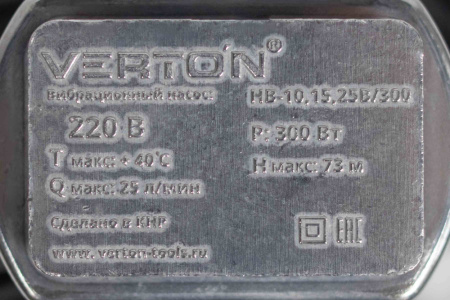 VERTON®
вибрационный насос: НВ-10,15,25В/300
220 В P: 300 Вт
T макс: + 40°С H макс: 73 м
Q макс: 25 л/мин
Сделано в КНР
www. verton-tools.ru EAC